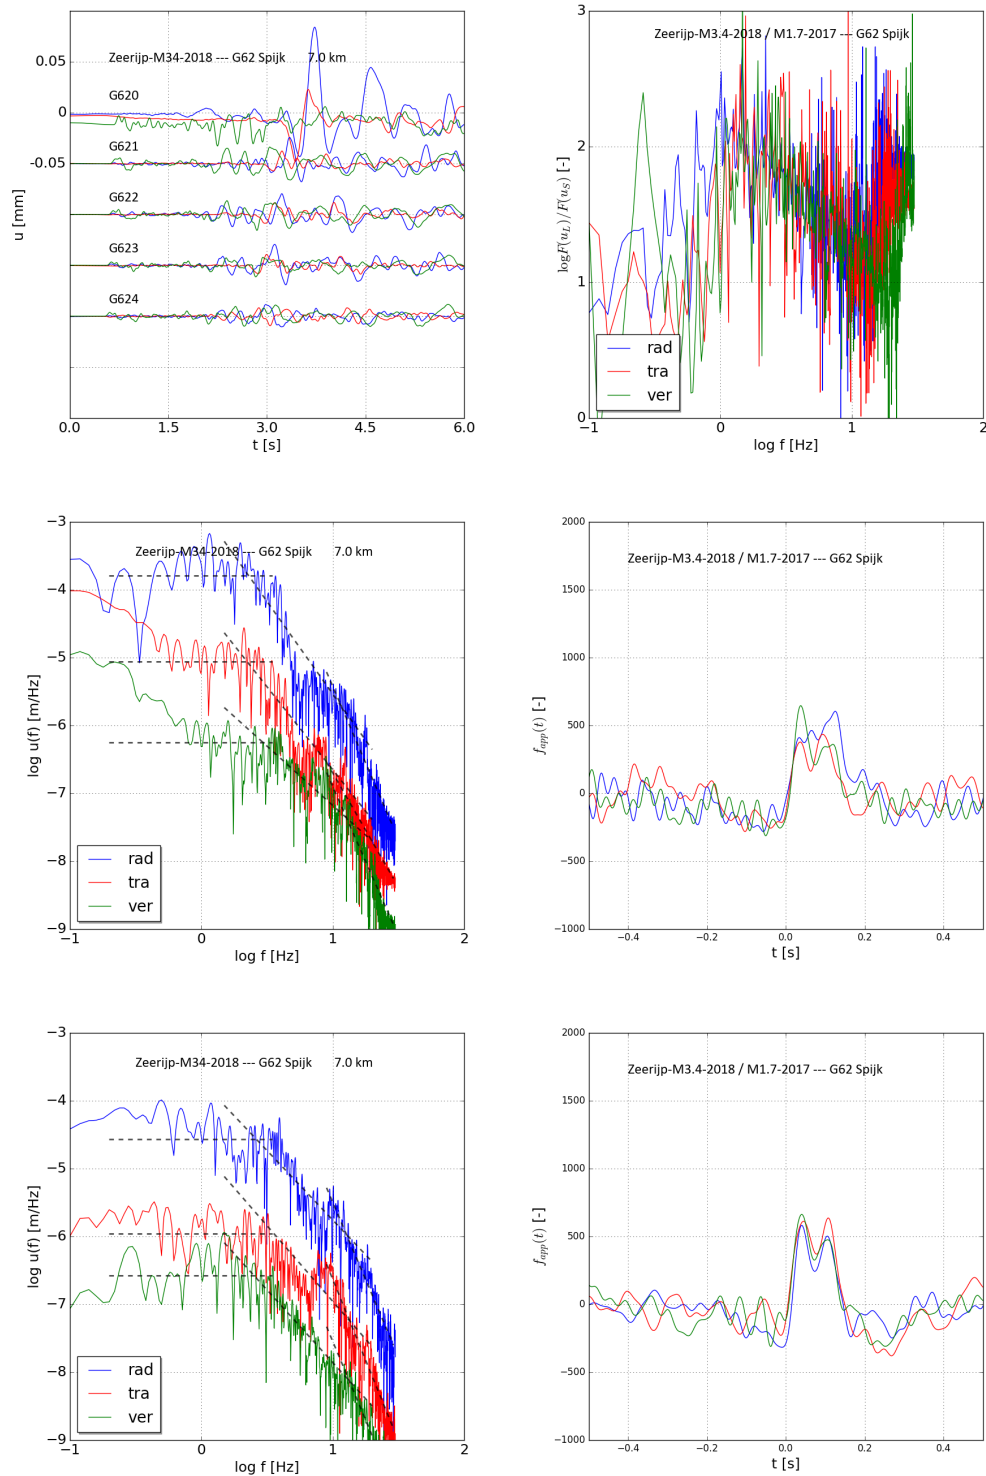 Zeerijp-M34-2018 --- G62 Spijk 7.0 km
0.05
G620
0
G621
-0.05
G622
G623
G624
u [mm]
0.0 1.5 3.0 4.5 6.0
t [s]
3
Zeerijp-M3.4-2018 / M1.7-2017 --- G62 Spijk
2
1
0
log F(u_L)/F(u_S) [-]
rad
tra
ver
−1 0 1 2
log f [Hz]
−3
Zeerijp-M34-2018 --- G62 Spijk 7.0 km
−4
−5
−6
−7
−8
−9
log u(f) [m/Hz]
rad
tra
ver
−1 0 1 2
log f [Hz]
2000
Zeerijp-M3.4-2018 / M1.7-2017 --- G62 Spijk
1500
1000
500
0
−500
−1000
f_app(t) [-]
−0.4 −0.2 0.0 0.2 0.4
t [s]
−3
Zeerijp-M34-2018 --- G62 Spijk 7.0 km
−4
−5
−6
−7
−8
−9
log u(f) [m/Hz]
rad
tra
ver
−1 0 1 2
log f [Hz]
2000
Zeerijp-M3.4-2018 / M1.7-2017 --- G62 Spijk
1500
1000
500
0
−500
−1000
f_app(t) [-]
−0.4 −0.2 0.0 0.2 0.4
t [s]